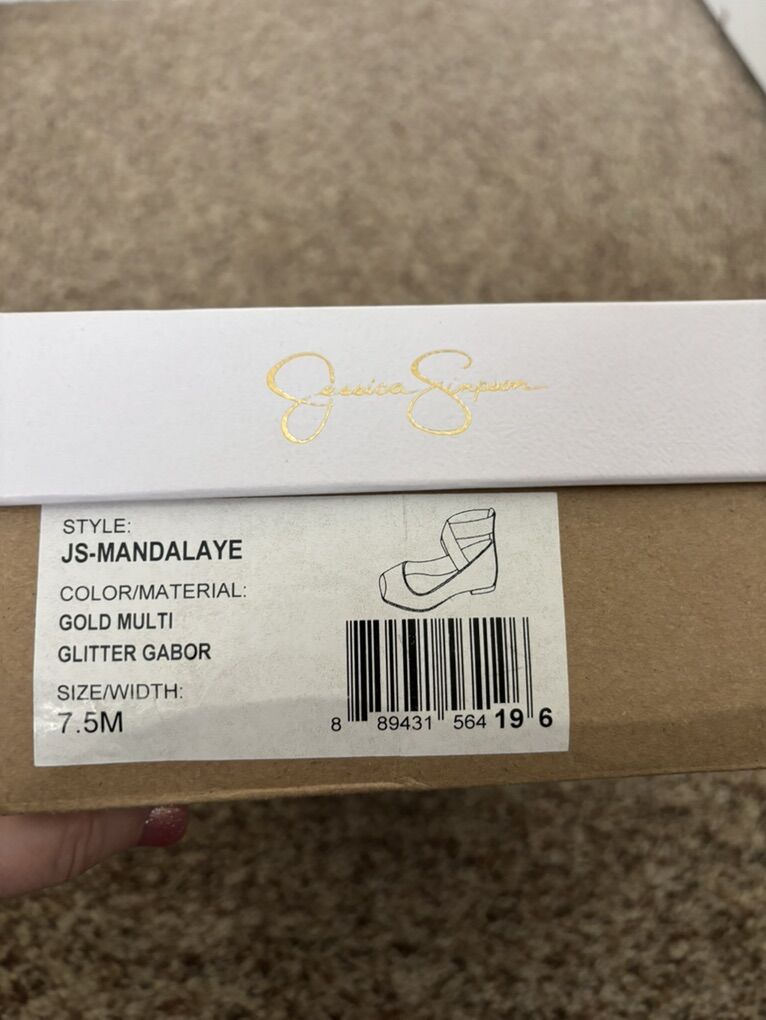 Jessica Simpson
STYLE:
JS-MANDALAYE
COLOR/MATERIAL:
GOLD MULTI
GLITTER GABOR
SIZE/WIDTH:
7.5M
8 89431 564 19 6